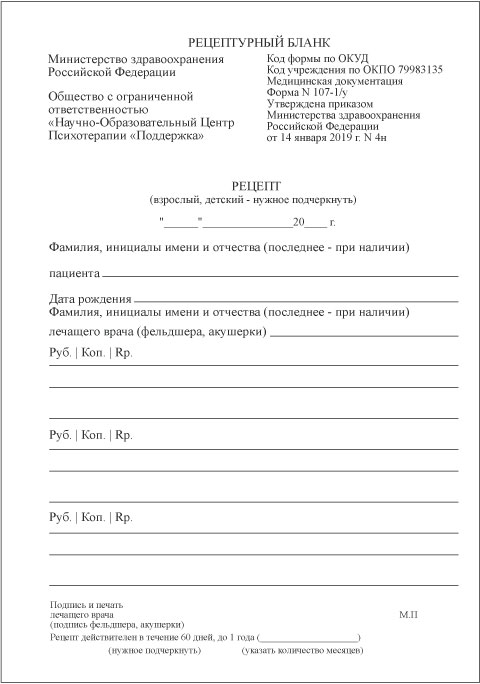 РЕЦЕПТУРНЫЙ БЛАНК
Министерство здравоохранения
Российской Федерации
Общество с ограниченной
ответственностью
«Научно-Образовательный Центр
Психотерапии «Поддержка»
Код формы по ОКУД
Код учреждения по ОКПО 79983135
Медицинская документация
Форма N 107-1/у
Утверждена приказом
Министерства здравоохранения
Российской Федерации
от 14 января 2019 г. N 4н
РЕЦЕПТ
(взрослый, детский - нужное подчеркнуть)
"______"________________20____ г.
Фамилия, инициалы имени и отчества (последнее - при наличии)
пациента
Дата рождения
Фамилия, инициалы имени и отчества (последнее - при наличии)
лечащего врача (фельдшера, акушерки)
Руб. | Коп. | Rp.
Руб. | Коп. | Rp.
Руб. | Коп. | Rp.
Подпись и печать
лечащего врача М.П
(подпись фельдшера, акушерки)
Рецепт действителен в течение 60 дней, до 1 года (____________________)
(нужное подчеркнуть) (указать количество месяцев)